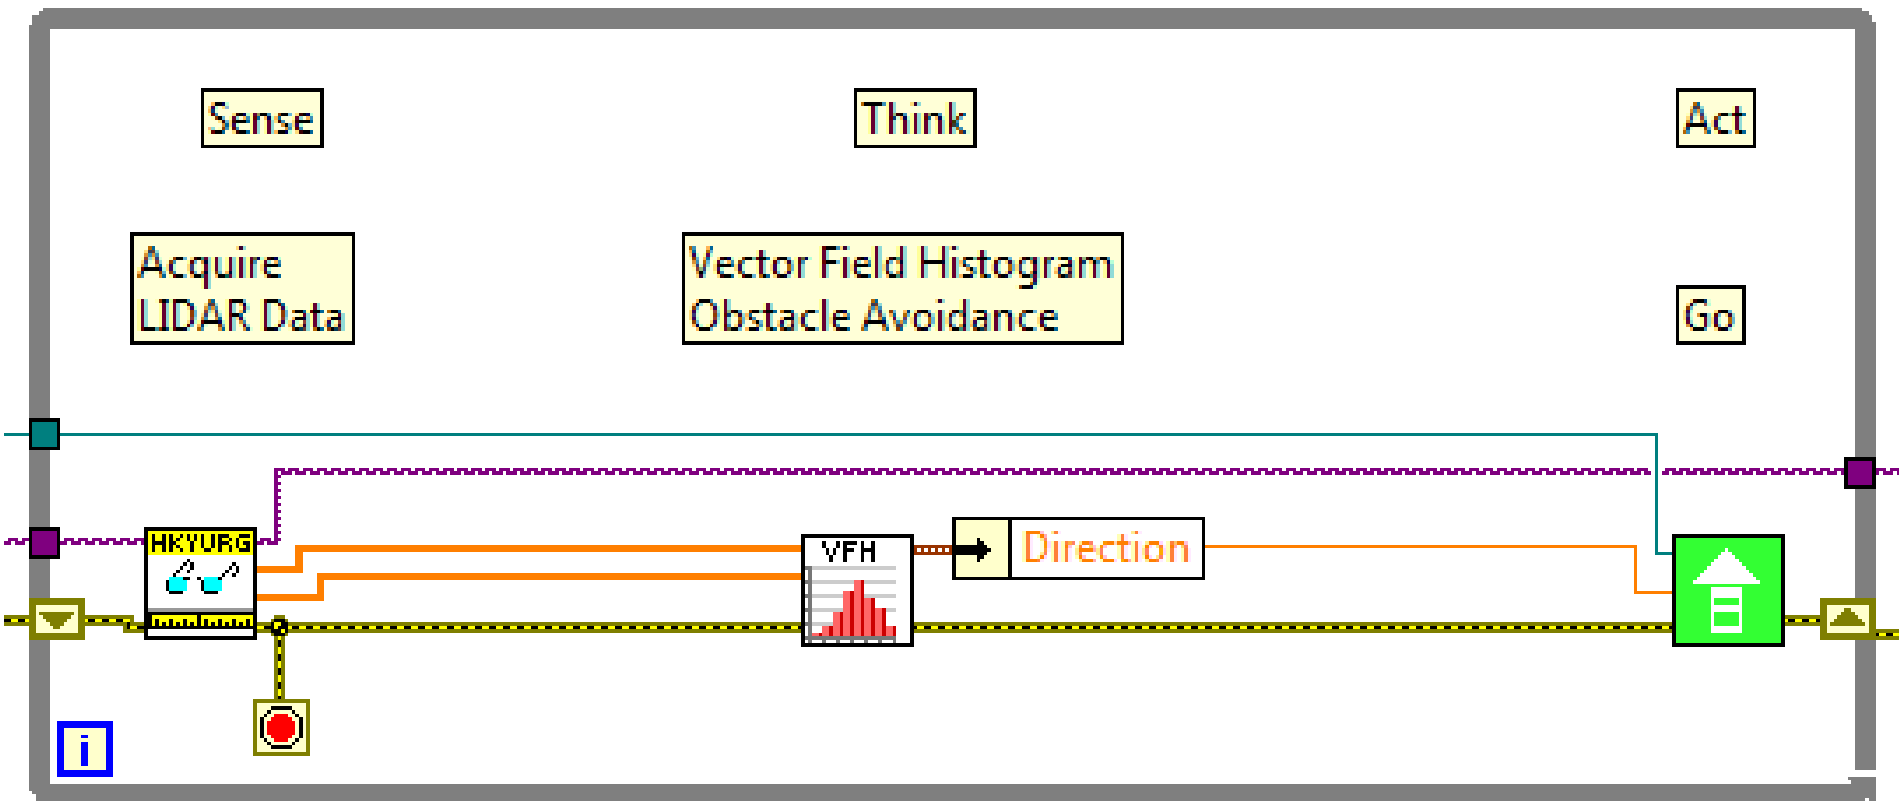 Sense
Think
Act
Acquire
LIDAR Data
Vector Field Histogram
Obstacle Avoidance
Go
HKYURG
VFH
Direction
i